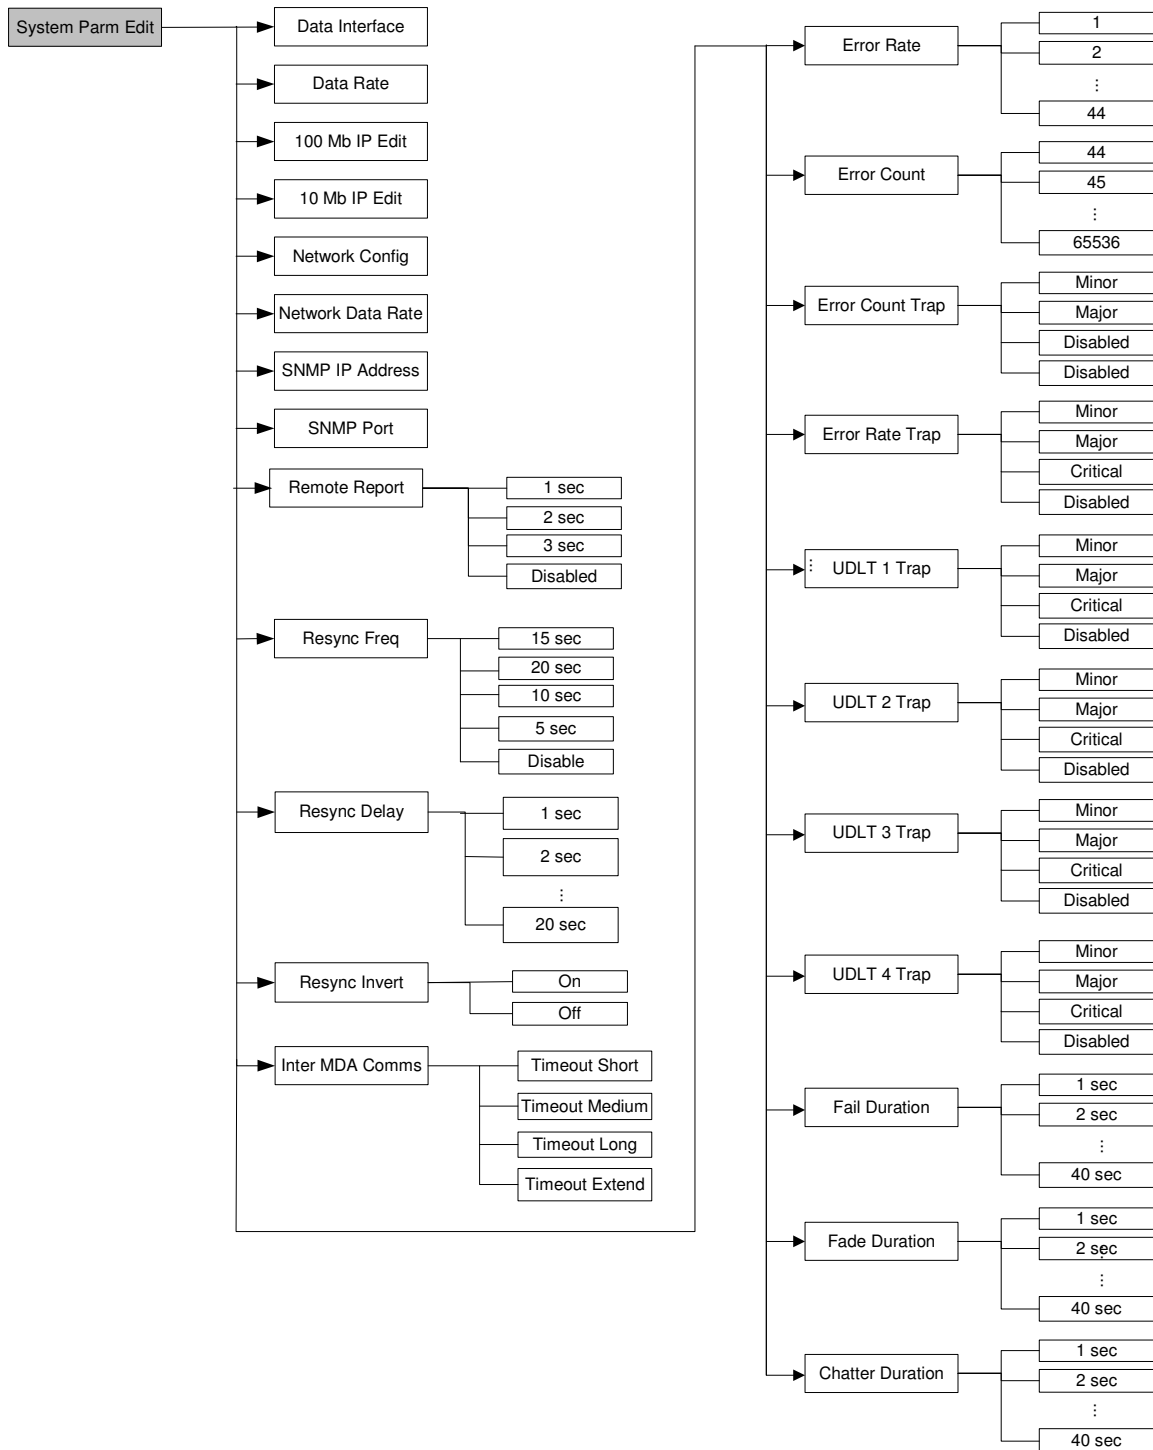 System Parm Edit
Data Interface
Data Rate
100 Mb IP Edit
10 Mb IP Edit
Network Config
Network Data Rate
SNMP IP Address
SNMP Port
Remote Report
1 sec
2 sec
3 sec
Disabled
Resync Freq
15 sec
20 sec
10 sec
5 sec
Disable
Resync Delay
1 sec
2 sec
...
20 sec
Resync Invert
On
Off
Inter MDA Comms
Timeout Short
Timeout Medium
Timeout Long
Timeout Extend
Error Rate
1
2
...
44
Error Count
44
45
...
65536
Error Count Trap
Minor
Major
Disabled
Disabled
Error Rate Trap
Minor
Major
Critical
Disabled
... UDLT 1 Trap
Minor
Major
Critical
Disabled
UDLT 2 Trap
Minor
Major
Critical
Disabled
UDLT 3 Trap
Minor
Major
Critical
Disabled
UDLT 4 Trap
Minor
Major
Critical
Disabled
Fail Duration
1 sec
2 sec
...
40 sec
Fade Duration
1 sec
2 sec
...
40 sec
Chatter Duration
1 sec
2 sec
...
40 sec